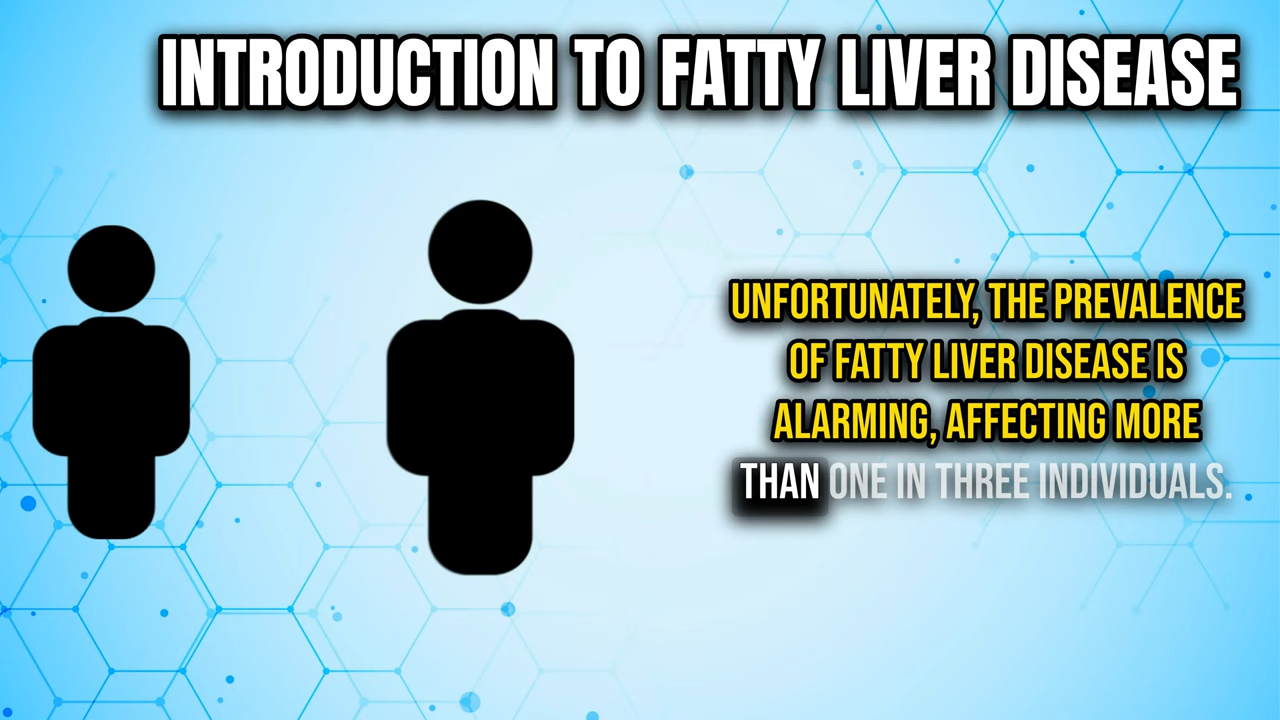 INTRODUCTION TO FATTY LIVER DISEASE
UNFORTUNATELY, THE PREVALENCE
OF FATTY LIVER DISEASE IS
ALARMING, AFFECTING MORE
THAN ONE IN THREE INDIVIDUALS.